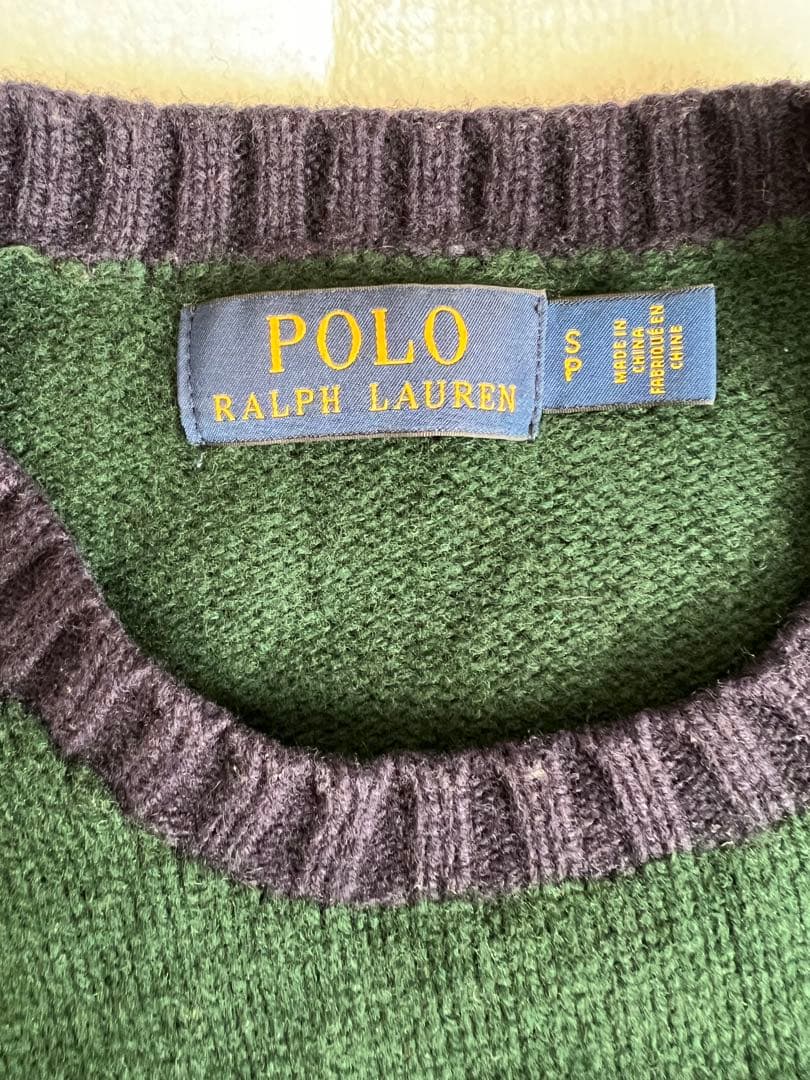 POLO
RALPH LAUREN
S
P
MADE IN
CHINA
FABRIQUÉ EN
CHINE